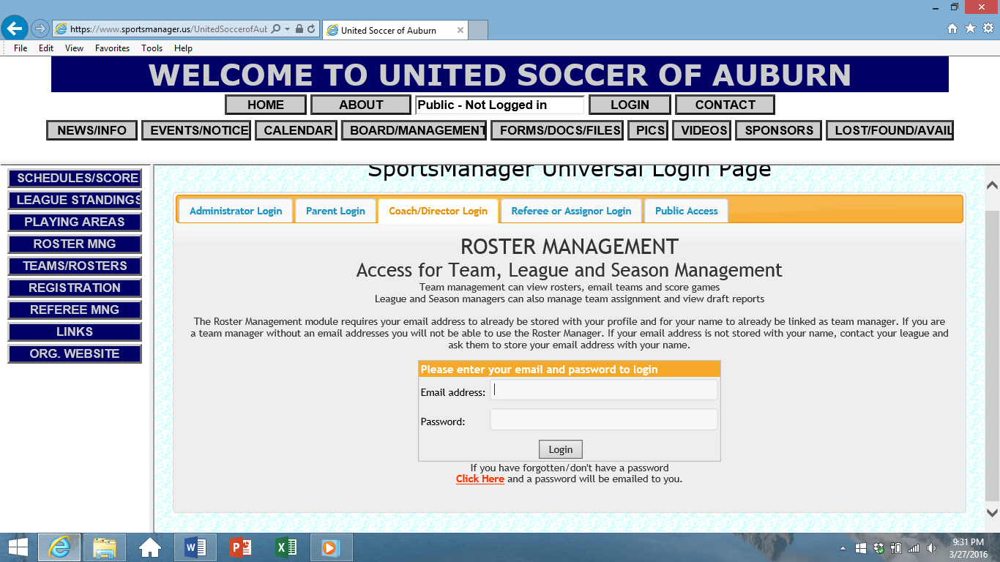 https://www.sportsmanager.us/UnitedSoccerofAub
United Soccer of Auburn
File Edit View Favorites Tools Help
WELCOME TO UNITED SOCCER OF AUBURN
HOME ABOUT Public - Not Logged in LOGIN CONTACT
NEWS/INFO EVENTS/NOTICE CALENDAR BOARD/MANAGEMENT FORMS/DOCS/FILES PICS VIDEOS SPONSORS LOST/FOUND/AVAIL
SCHEDULES/SCORE
LEAGUE STANDINGS
PLAYING AREAS
ROSTER MNG
TEAMS/ROSTERS
REGISTRATION
REFEREE MNG
LINKS
ORG. WEBSITE
SportsManager Universal Login Page
Administrator Login Parent Login Coach/Director Login Referee or Assignor Login Public Access
ROSTER MANAGEMENT
Access for Team, League and Season Management
Team management can view rosters, email teams and score games
League and Season managers can also manage team assignment and view draft reports
The Roster Management module requires your email address to already be stored with your profile and for your name to already be linked as team manager. If you are
a team manager without an email addresses you will not be able to use the Roster Manager. If your email address is not stored with your name, contact your league and
ask them to store your email address with your name.
Please enter your email and password to login
Email address:
Password:
Login
If you have forgotten/don't have a password
Click Here and a password will be emailed to you.
9:31 PM
3/27/2016